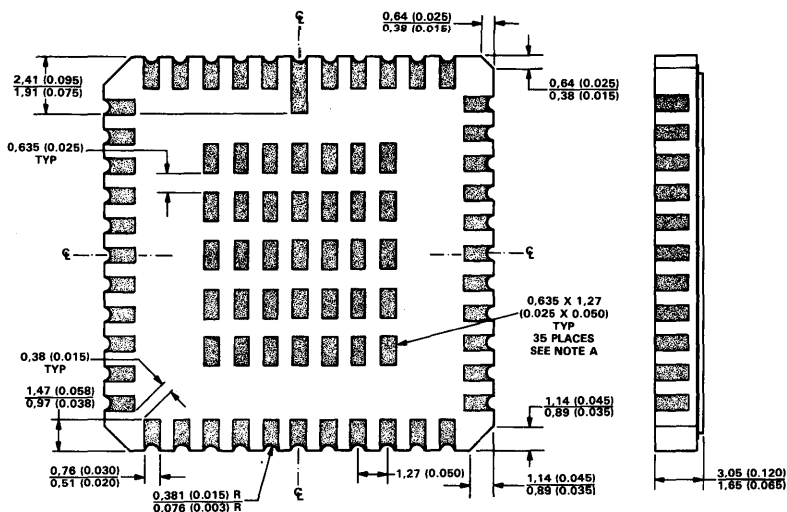 ℄
0,64 (0.025)
0,38 (0.015)
2,41 (0.095)
1,91 (0.075)
0,64 (0.025)
0,38 (0.015)
0,635 (0.025)
TYP
℄
℄
0,635 X 1,27
(0.025 X 0.050)
TYP
35 PLACES
SEE NOTE A
0,38 (0.015)
TYP
1,47 (0.058)
0,97 (0.038)
1,14 (0.045)
0,89 (0.035)
0,76 (0.030)
0,51 (0.020)
0,381 (0.015) R
0,076 (0.003) R
℄
1,27 (0.050)
1,14 (0.045)
0,89 (0.035)
3,05 (0.120)
1,65 (0.065)